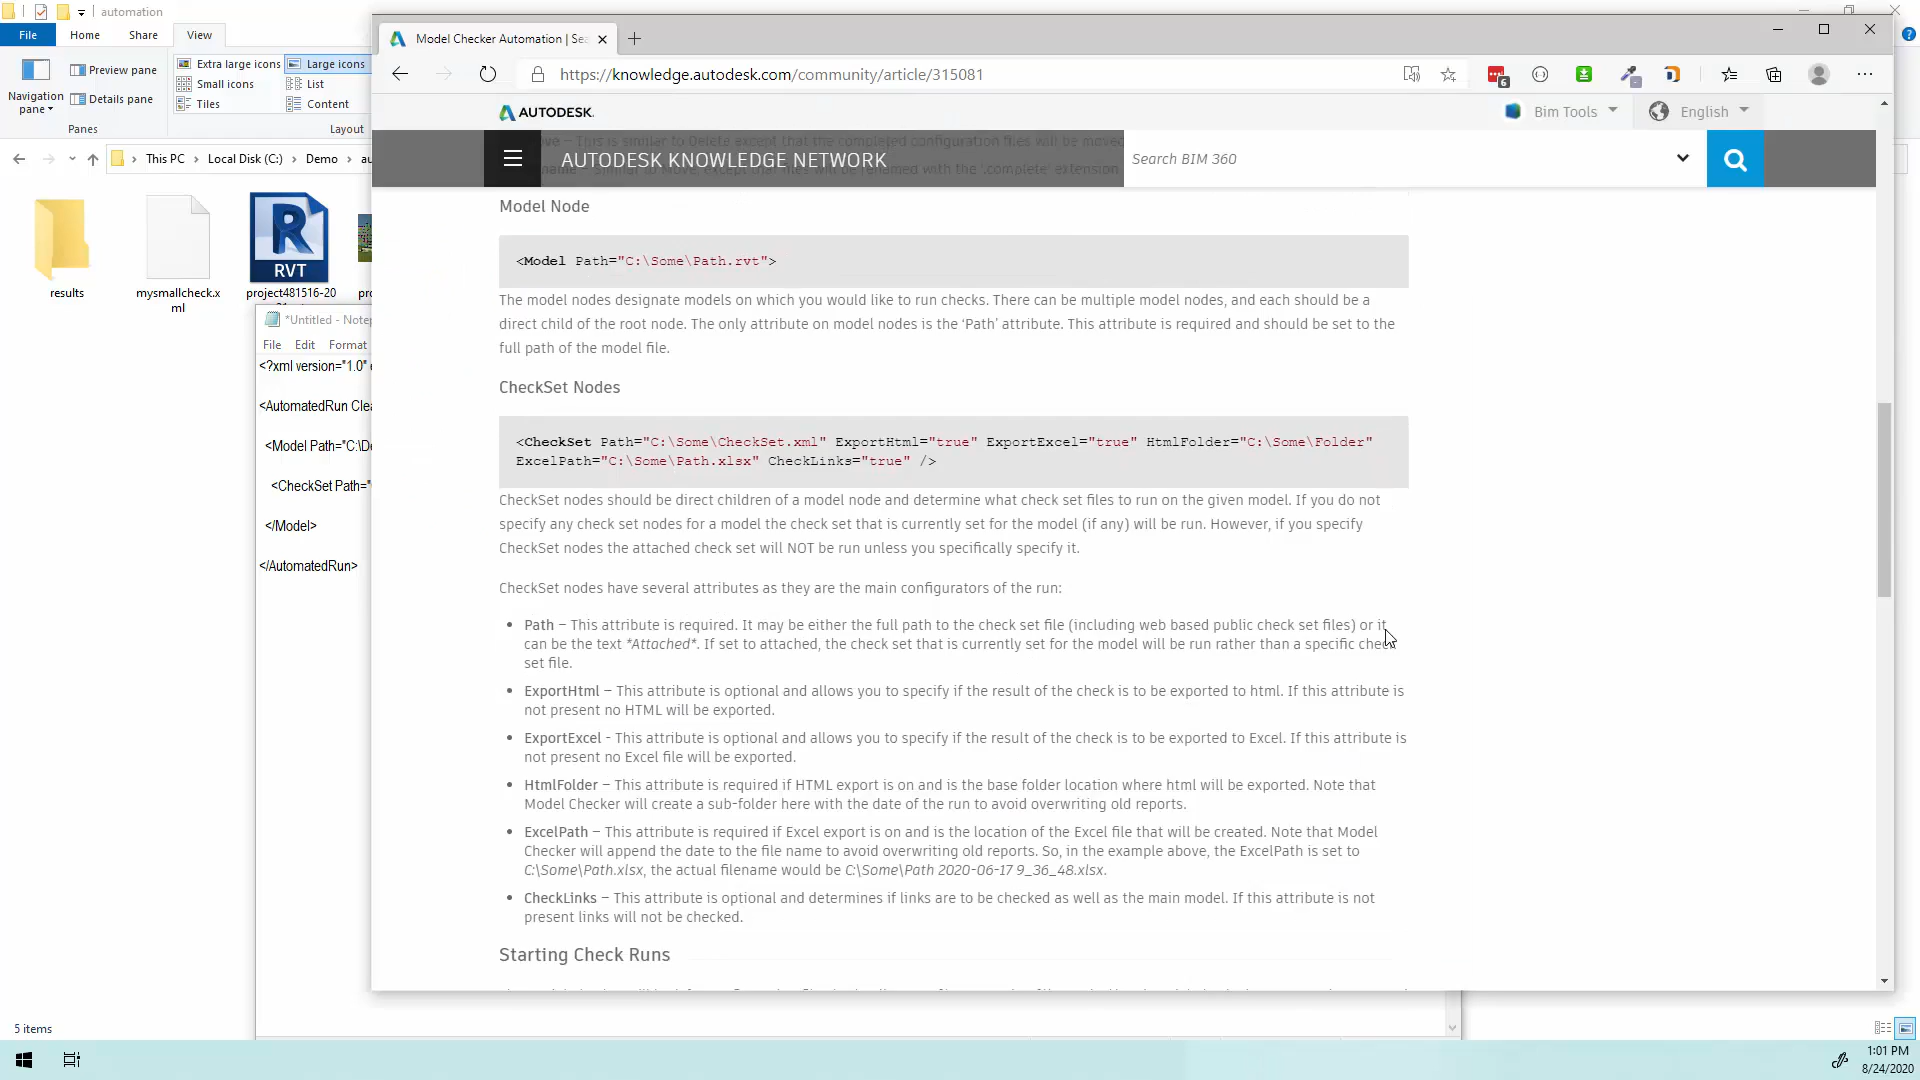 automation
File
Home
Share
View
Navigation
pane
Preview pane
Details pane
Panes
Extra large icons
Large icons
Small icons
List
Tiles
Content
Layout
This PC
Local Disk (C:)
Demo
results
mysmallcheck.x
ml
RVT
project481516-20
*Untitled - Notep
File
Edit
Format
<?xml version="1.0" e
<AutomatedRun Clea
<Model Path="C:\De
<CheckSet Path="
</Model>
</AutomatedRun>
5 items
Model Checker Automation | Sea
https://knowledge.autodesk.com/community/article/315081
6
AUTODESK.
Bim Tools
English
AUTODESK KNOWLEDGE NETWORK
Search BIM 360
Model Node
<Model Path="C:\Some\Path.rvt">
The model nodes designate models on which you would like to run checks. There can be multiple model nodes, and each should be a
direct child of the root node. The only attribute on model nodes is the ‘Path’ attribute. This attribute is required and should be set to the
full path of the model file.
CheckSet Nodes
<CheckSet Path="C:\Some\CheckSet.xml" ExportHtml="true" ExportExcel="true" HtmlFolder="C:\Some\Folder"
ExcelPath="C:\Some\Path.xlsx" CheckLinks="true" />
CheckSet nodes should be direct children of a model node and determine what check set files to run on the given model. If you do not
specify any check set nodes for a model the check set that is currently set for the model (if any) will be run. However, if you specify
CheckSet nodes the attached check set will NOT be run unless you specifically specify it.
CheckSet nodes have several attributes as they are the main configurators of the run:
• Path – This attribute is required. It may be either the full path to the check set file (including web based public check set files) or it
can be the text *Attached*. If set to attached, the check set that is currently set for the model will be run rather than a specific check
set file.
• ExportHtml – This attribute is optional and allows you to specify if the result of the check is to be exported to html. If this attribute is
not present no HTML will be exported.
• ExportExcel - This attribute is optional and allows you to specify if the result of the check is to be exported to Excel. If this attribute is
not present no Excel file will be exported.
• HtmlFolder – This attribute is required if HTML export is on and is the base folder location where html will be exported. Note that
Model Checker will create a sub-folder here with the date of the run to avoid overwriting old reports.
• ExcelPath – This attribute is required if Excel export is on and is the location of the Excel file that will be created. Note that Model
Checker will append the date to the file name to avoid overwriting old reports. So, in the example above, the ExcelPath is set to
C:\Some\Path.xlsx, the actual filename would be C:\Some\Path 2020-06-17 9_36_48.xlsx.
• CheckLinks – This attribute is optional and determines if links are to be checked as well as the main model. If this attribute is not
present links will not be checked.
Starting Check Runs
1:01 PM
8/24/2020